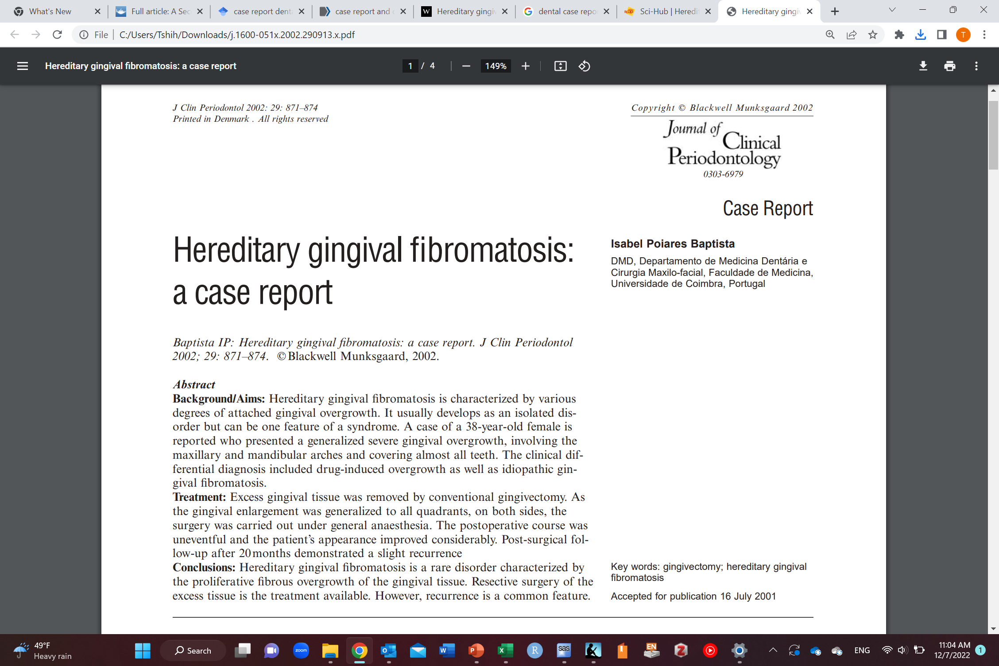 What's New
Full article: A Sec
case report denta
case report and c
W
Hereditary gingiv
dental case repo
Sci-Hub | Heredit
Hereditary gingiv
File
C:/Users/Tshih/Downloads/j.1600-051x.2002.290913.x.pdf
T
Hereditary gingival fibromatosis: a case report
1 / 4
149%
J Clin Periodontol 2002: 29: 871–874
Printed in Denmark . All rights reserved
Copyright © Blackwell Munksgaard 2002
Journal of
Clinical
Periodontology
0303-6979
Case Report
Hereditary gingival fibromatosis:
a case report
Isabel Poiares Baptista
DMD, Departamento de Medicina Dentária e
Cirurgia Maxilo-facial, Faculdade de Medicina,
Universidade de Coimbra, Portugal
Baptista IP: Hereditary gingival fibromatosis: a case report. J Clin Periodontol
2002; 29: 871–874. © Blackwell Munksgaard, 2002.
Abstract
Background/Aims: Hereditary gingival fibromatosis is characterized by various
degrees of attached gingival overgrowth. It usually develops as an isolated dis-
order but can be one feature of a syndrome. A case of a 38-year-old female is
reported who presented a generalized severe gingival overgrowth, involving the
maxillary and mandibular arches and covering almost all teeth. The clinical dif-
ferential diagnosis included drug-induced overgrowth as well as idiopathic gin-
gival fibromatosis.
Treatment: Excess gingival tissue was removed by conventional gingivectomy. As
the gingival enlargement was generalized to all quadrants, on both sides, the
surgery was carried out under general anaesthesia. The postoperative course was
uneventful and the patient's appearance improved considerably. Post-surgical fol-
low-up after 20 months demonstrated a slight recurrence
Conclusions: Hereditary gingival fibromatosis is a rare disorder characterized by
the proliferative fibrous overgrowth of the gingival tissue. Resective surgery of the
excess tissue is the treatment available. However, recurrence is a common feature.
Key words: gingivectomy; hereditary gingival
fibromatosis
Accepted for publication 16 July 2001
49°F
Heavy rain
Search
zoom
O
W
P
X
R
sas
EN
Z
ENG
11:04 AM
12/7/2022
1